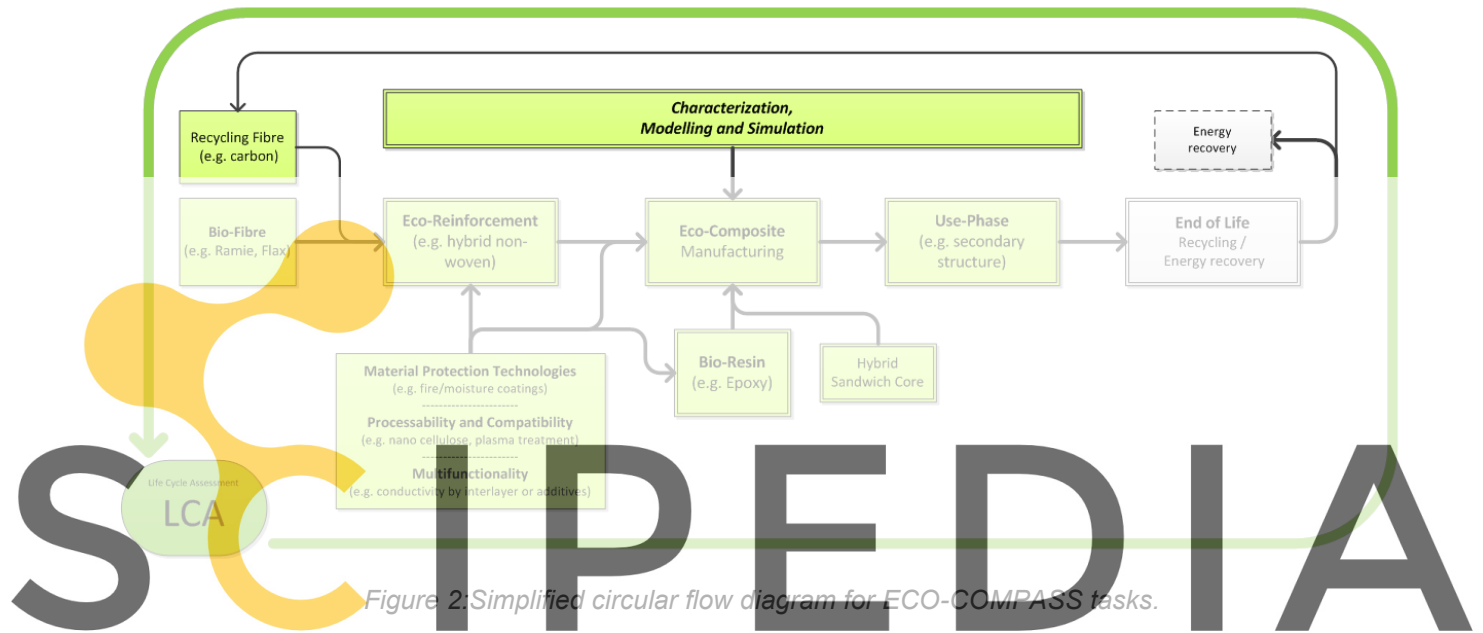 Characterization,
Modelling and Simulation
Recycling Fibre
(e.g. carbon)
Energy
recovery
Bio-Fibre
(e.g. Ramie, Flax)
Eco-Reinforcement
(e.g. hybrid non-
woven)
Eco-Composite
Manufacturing
Use-Phase
(e.g. secondary
structure)
End of Life
Recycling /
Energy recovery
Material Protection Technologies
(e.g. fire/moisture coatings)
------------------------
Processability and Compatibility
(e.g. nano cellulose, plasma treatment)
------------------------
Multifunctionality
(e.g. conductivity by interlayer or additives)
Bio-Resin
(e.g. Epoxy)
Hybrid
Sandwich Core
Life Cycle Assessment
LCA
SCIPEDIA
Figure 2:Simplified circular flow diagram for ECO-COMPASS tasks.